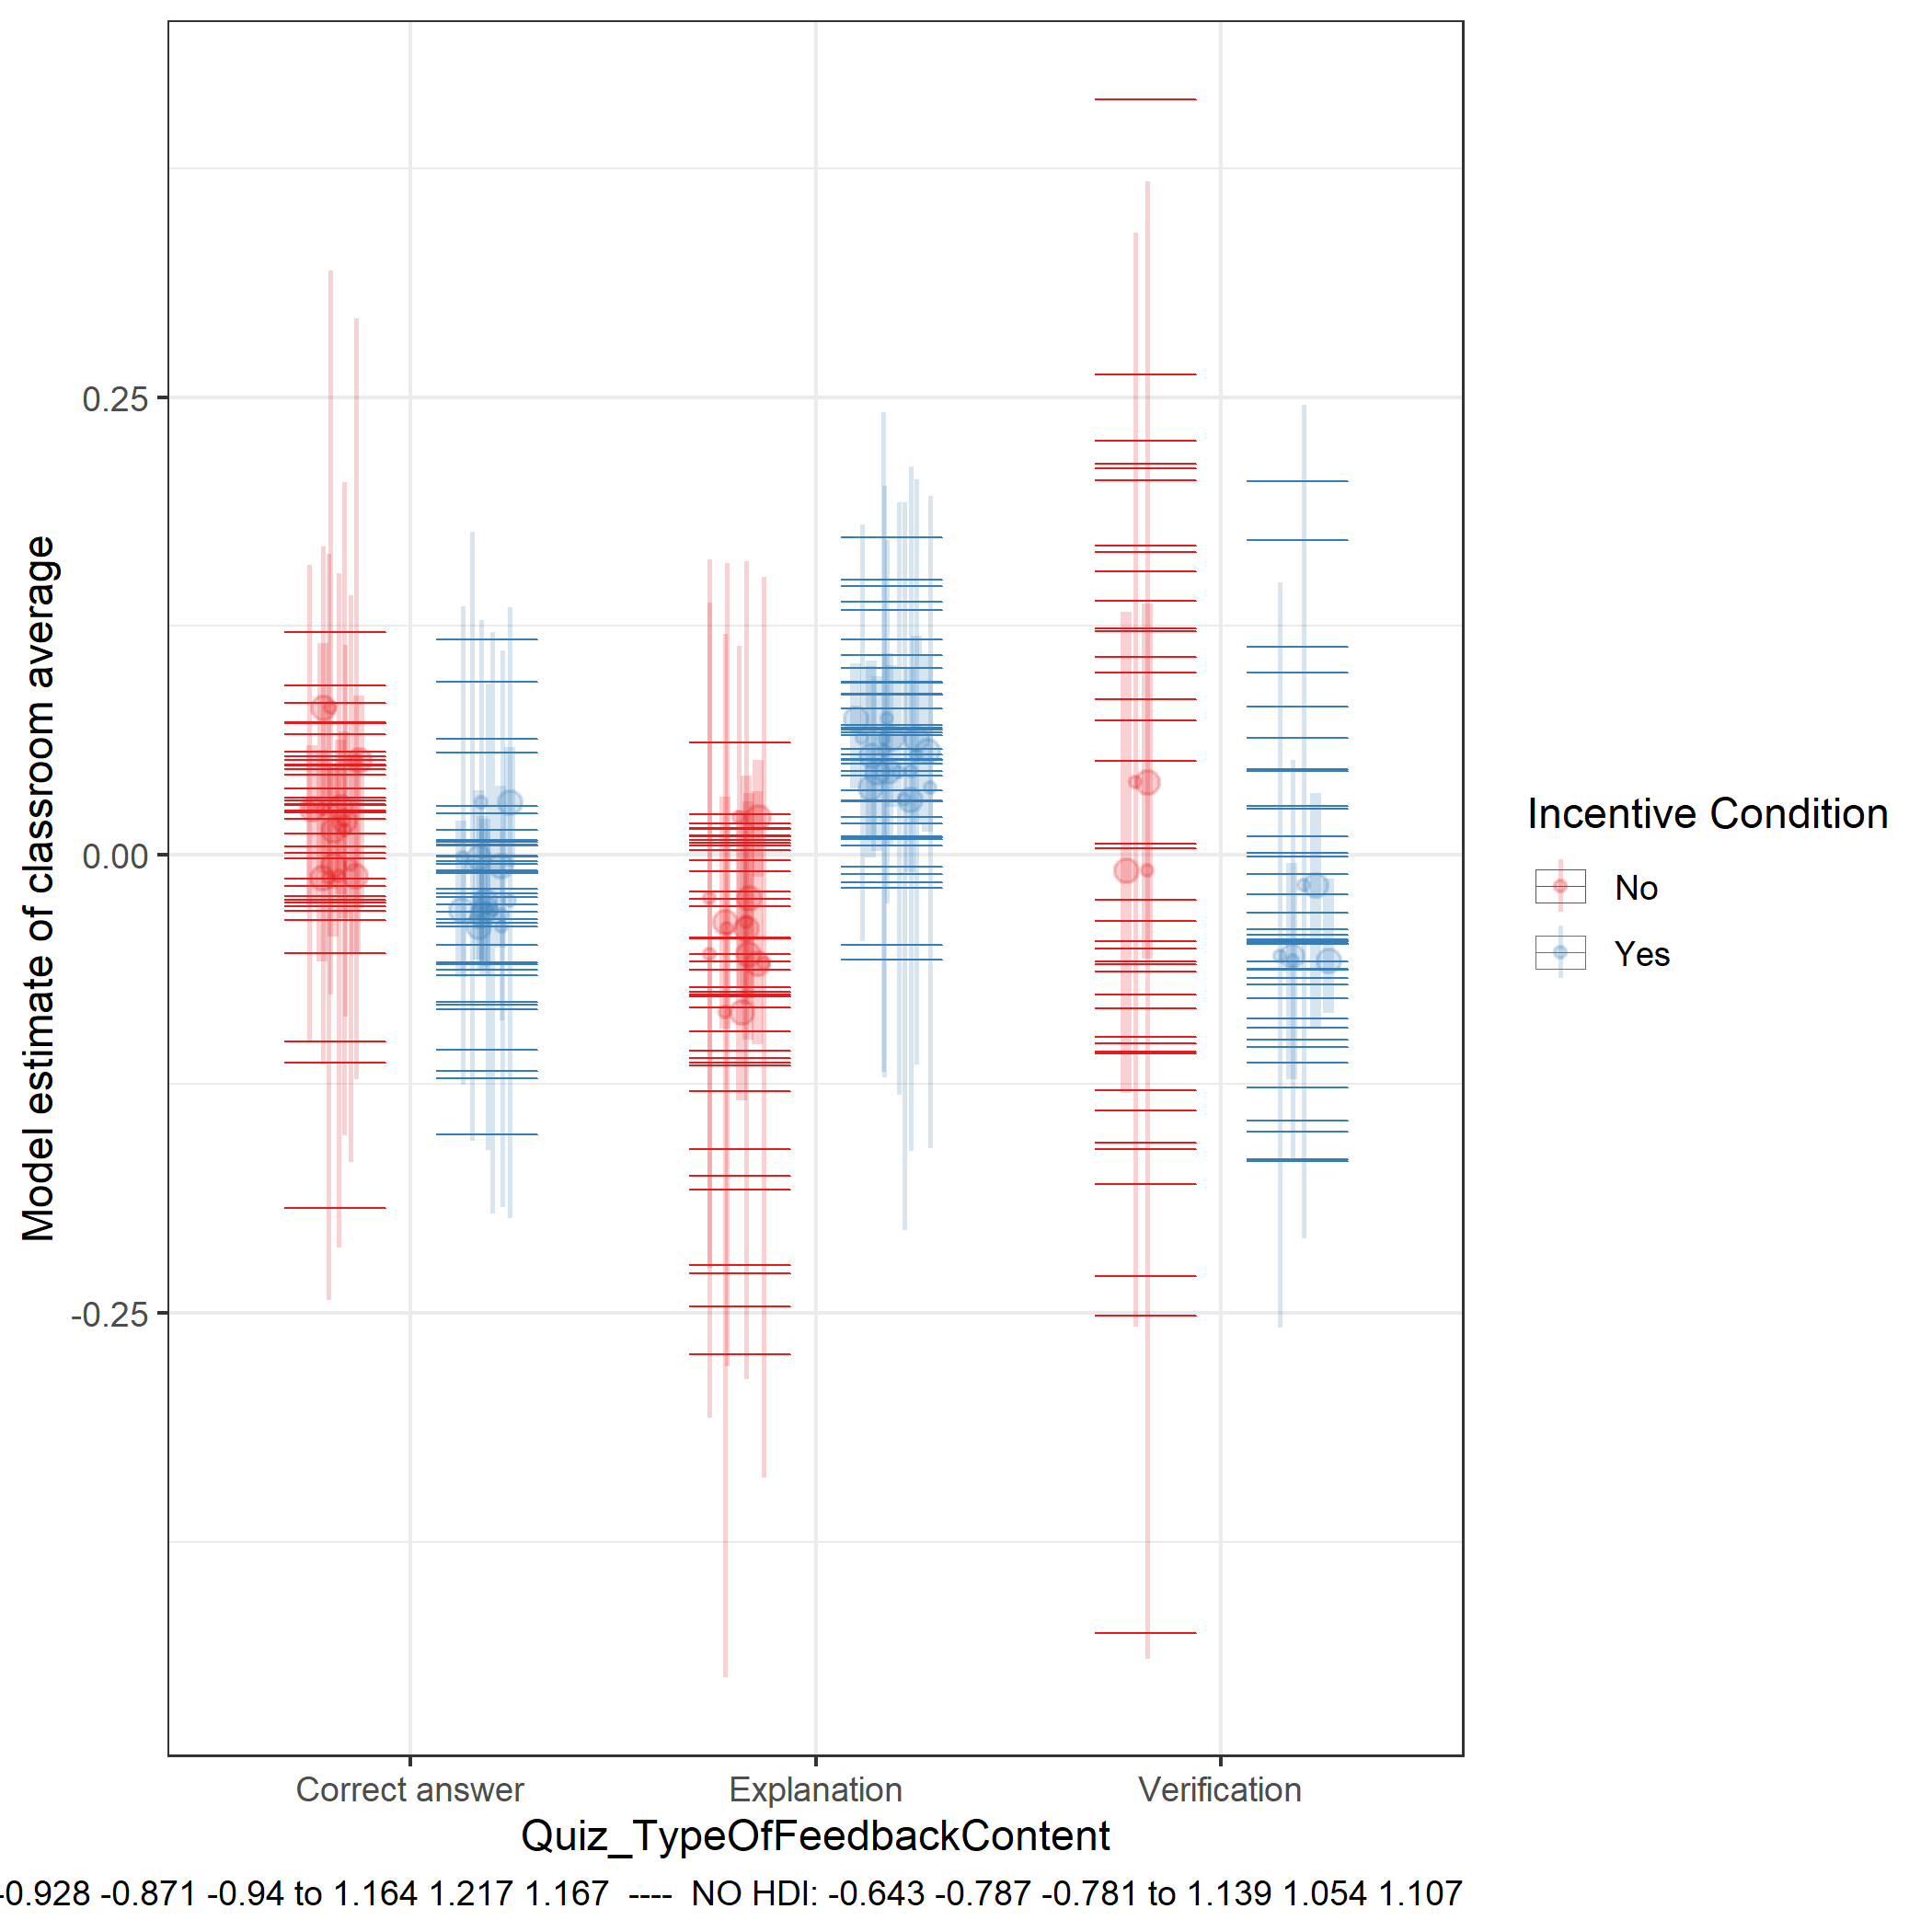 Model estimate of classroom average
0.25
0.00
-0.25
Correct answer
Explanation
Verification
Quiz_TypeOfFeedbackContent
-0.928 -0.871 -0.94 to 1.164 1.217 1.167 ---- NO HDI: -0.643 -0.787 -0.781 to 1.139 1.054 1.107
Incentive Condition
No
Yes